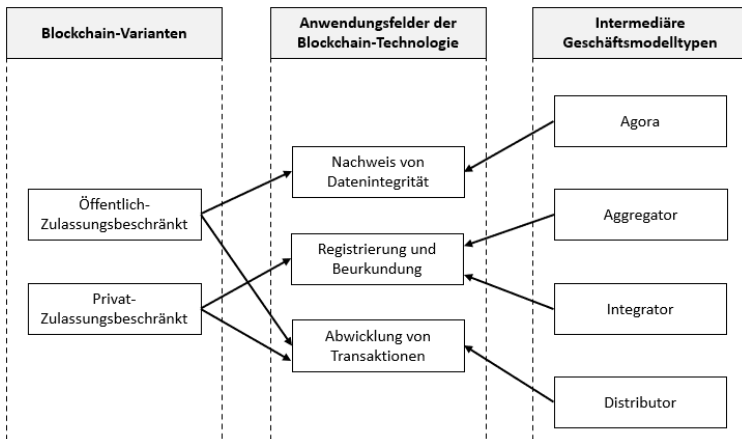 Blockchain-Varianten
Anwendungsfelder der
Blockchain-Technologie
Intermediäre
Geschäftsmodelltypen
Öffentlich-
Zulassungsbeschränkt
Privat-
Zulassungsbeschränkt
Nachweis von
Datenintegrität
Registrierung und
Beurkundung
Abwicklung von
Transaktionen
Agora
Aggregator
Integrator
Distributor